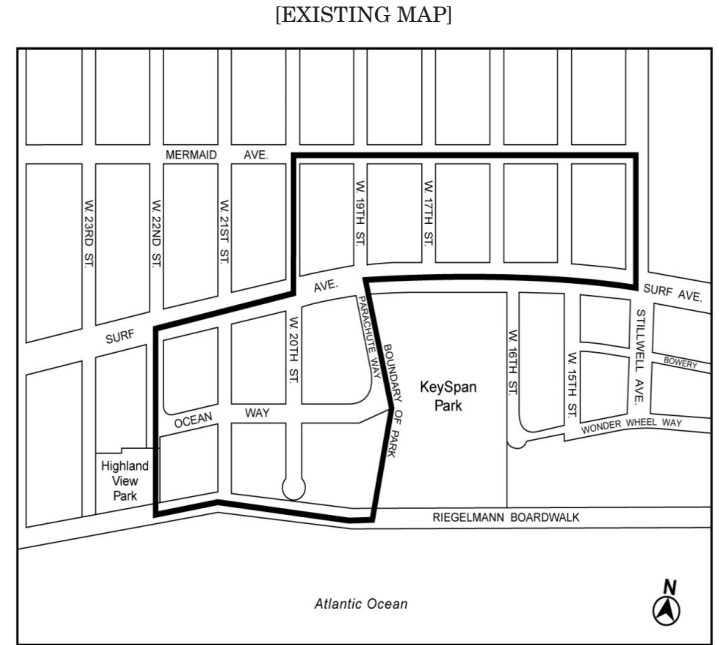 [EXISTING MAP]
MERMAID AVE.
W. 23RD ST.
W. 22ND ST.
W. 21ST ST.
W. 19TH ST.
W. 17TH ST.
SURF AVE.
SURF AVE.
PARACHUTE WAY
BOUNDARY OF PARK
W. 20TH ST.
W. 16TH ST.
W. 15TH ST.
STILLWELL AVE.
BOWERY
KeySpan
Park
OCEAN WAY
WONDER WHEEL WAY
Highland
View
Park
RIEGELMANN BOARDWALK
Atlantic Ocean
N